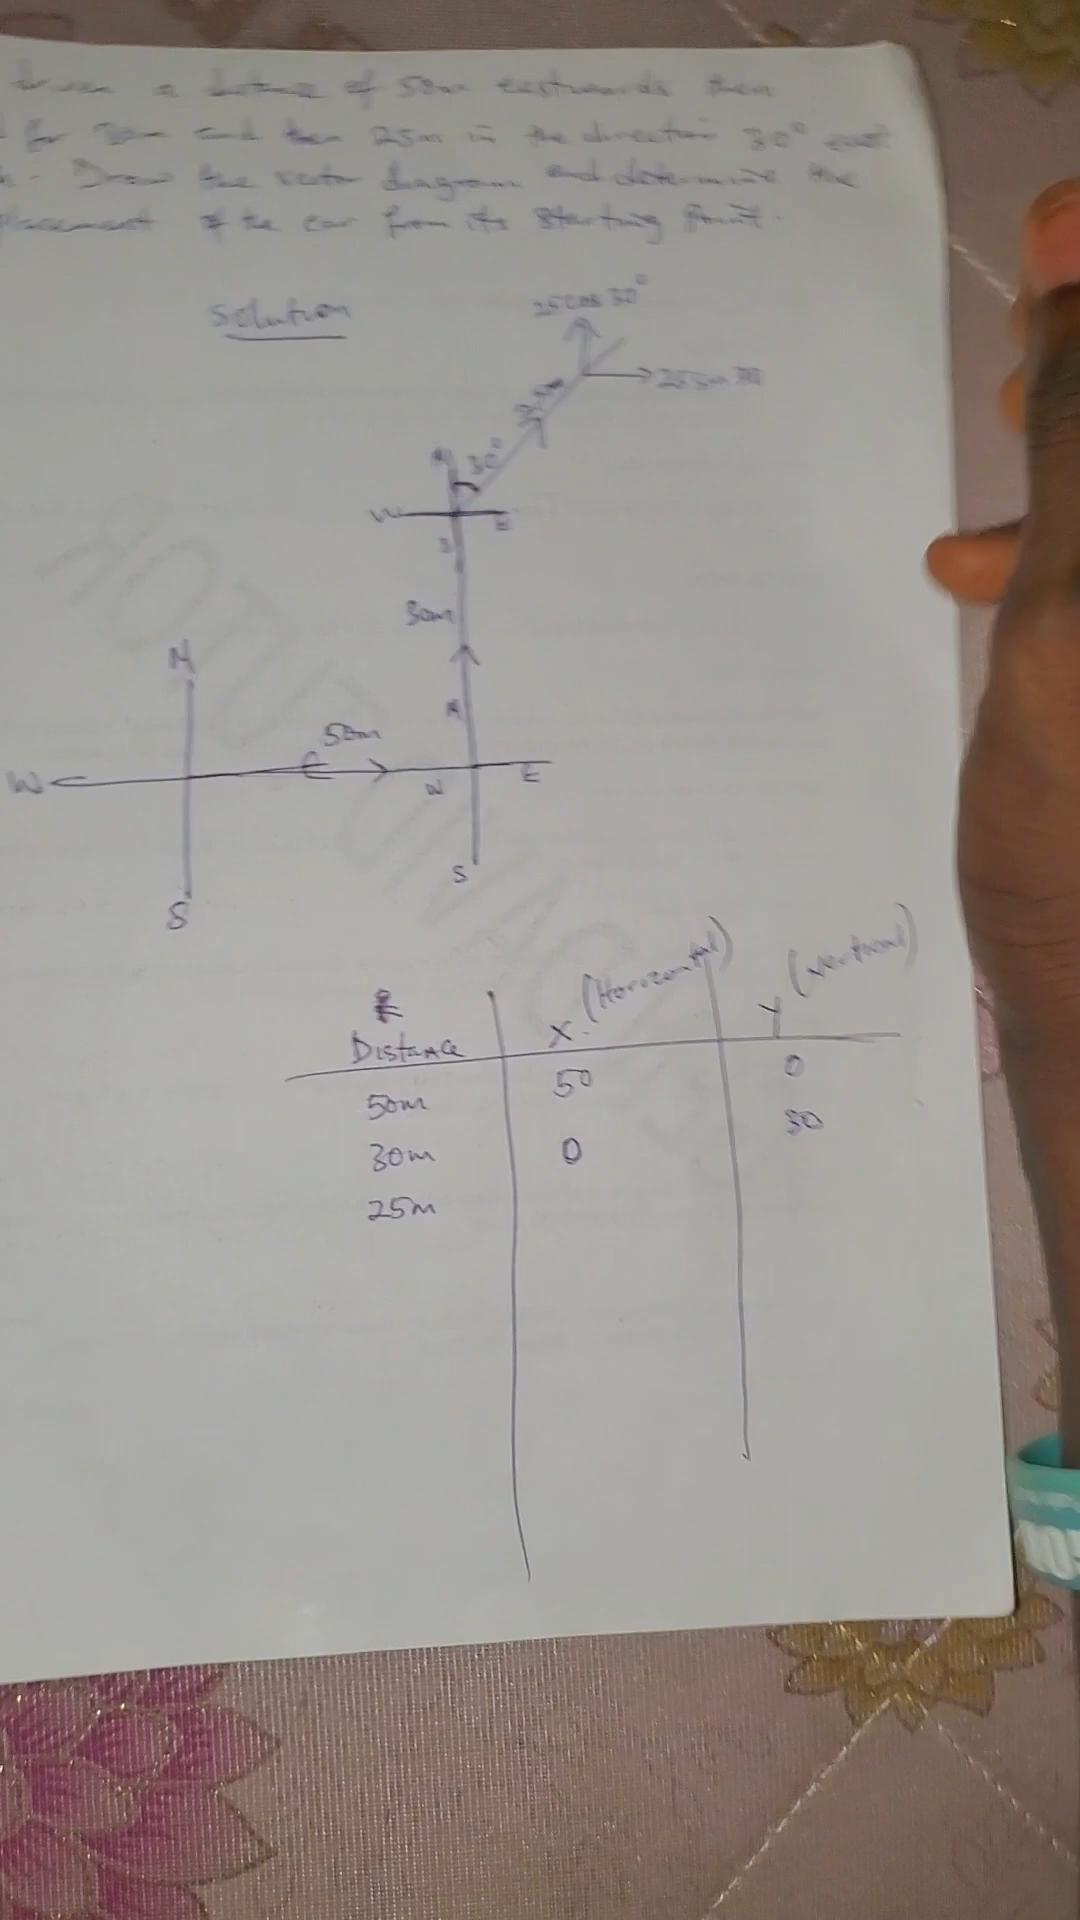 a distance of 50m eastwards then
for 30m and then 25m in the direction 30° east
Draw the vector diagram and determine the
of the car from its starting point.
Solution
25cos30°
25sin30
25m
N
30°
W
E
S
30m
N
N
50m
W
W
E
S
S
Distance
X (Horizontal)
Y (Vertical)
50m
50
0
30m
0
30
25m